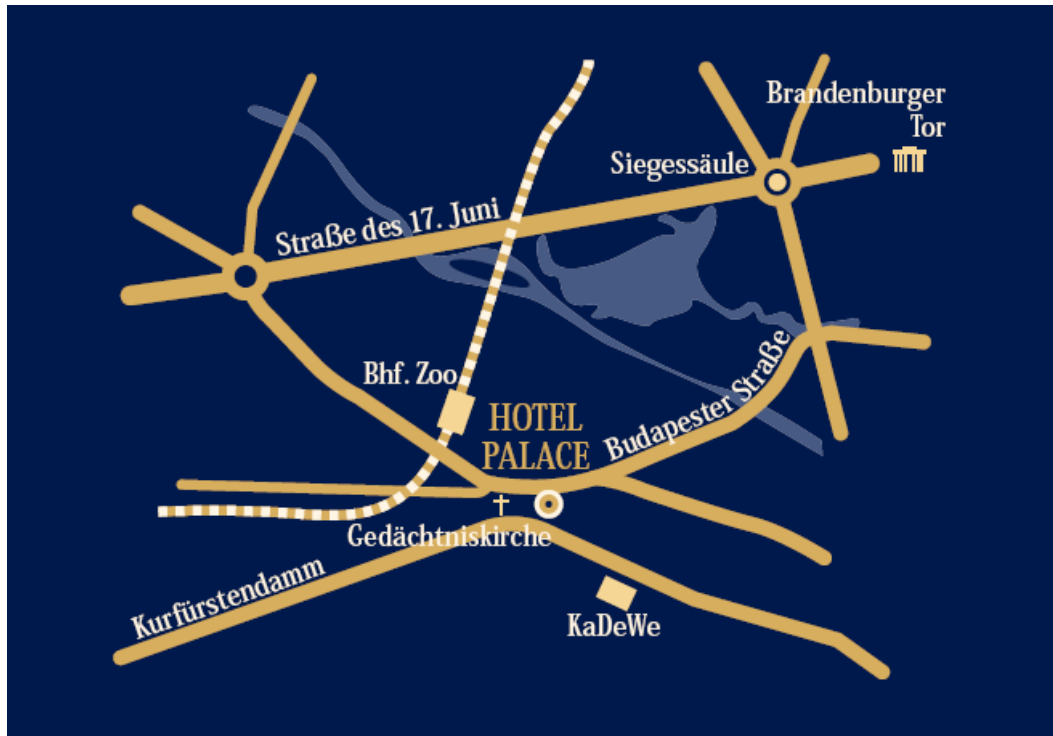 Brandenburger
Tor
Siegessäule
Straße des 17. Juni
Bhf. Zoo
HOTEL
PALACE
Budapester Straße
Gedächtniskirche
Kurfürstendamm
KaDeWe